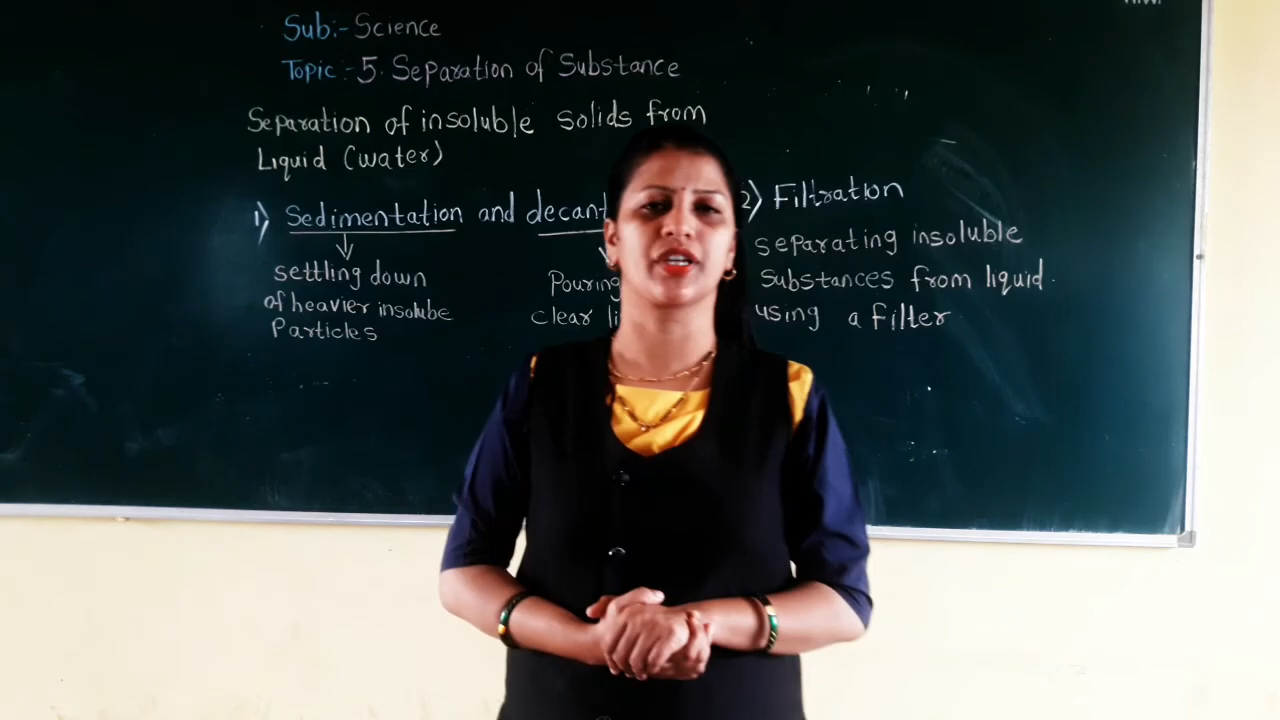 Sub:- Science
Topic :- 5. Separation of Substance
Separation of insoluble solids from
Liquid (water)
1) Sedimentation and decant
settling down
of heavier insolube
Particles
Pouring
clear li
2) Filtration
separating insoluble
Substances from liquid.
using a filter